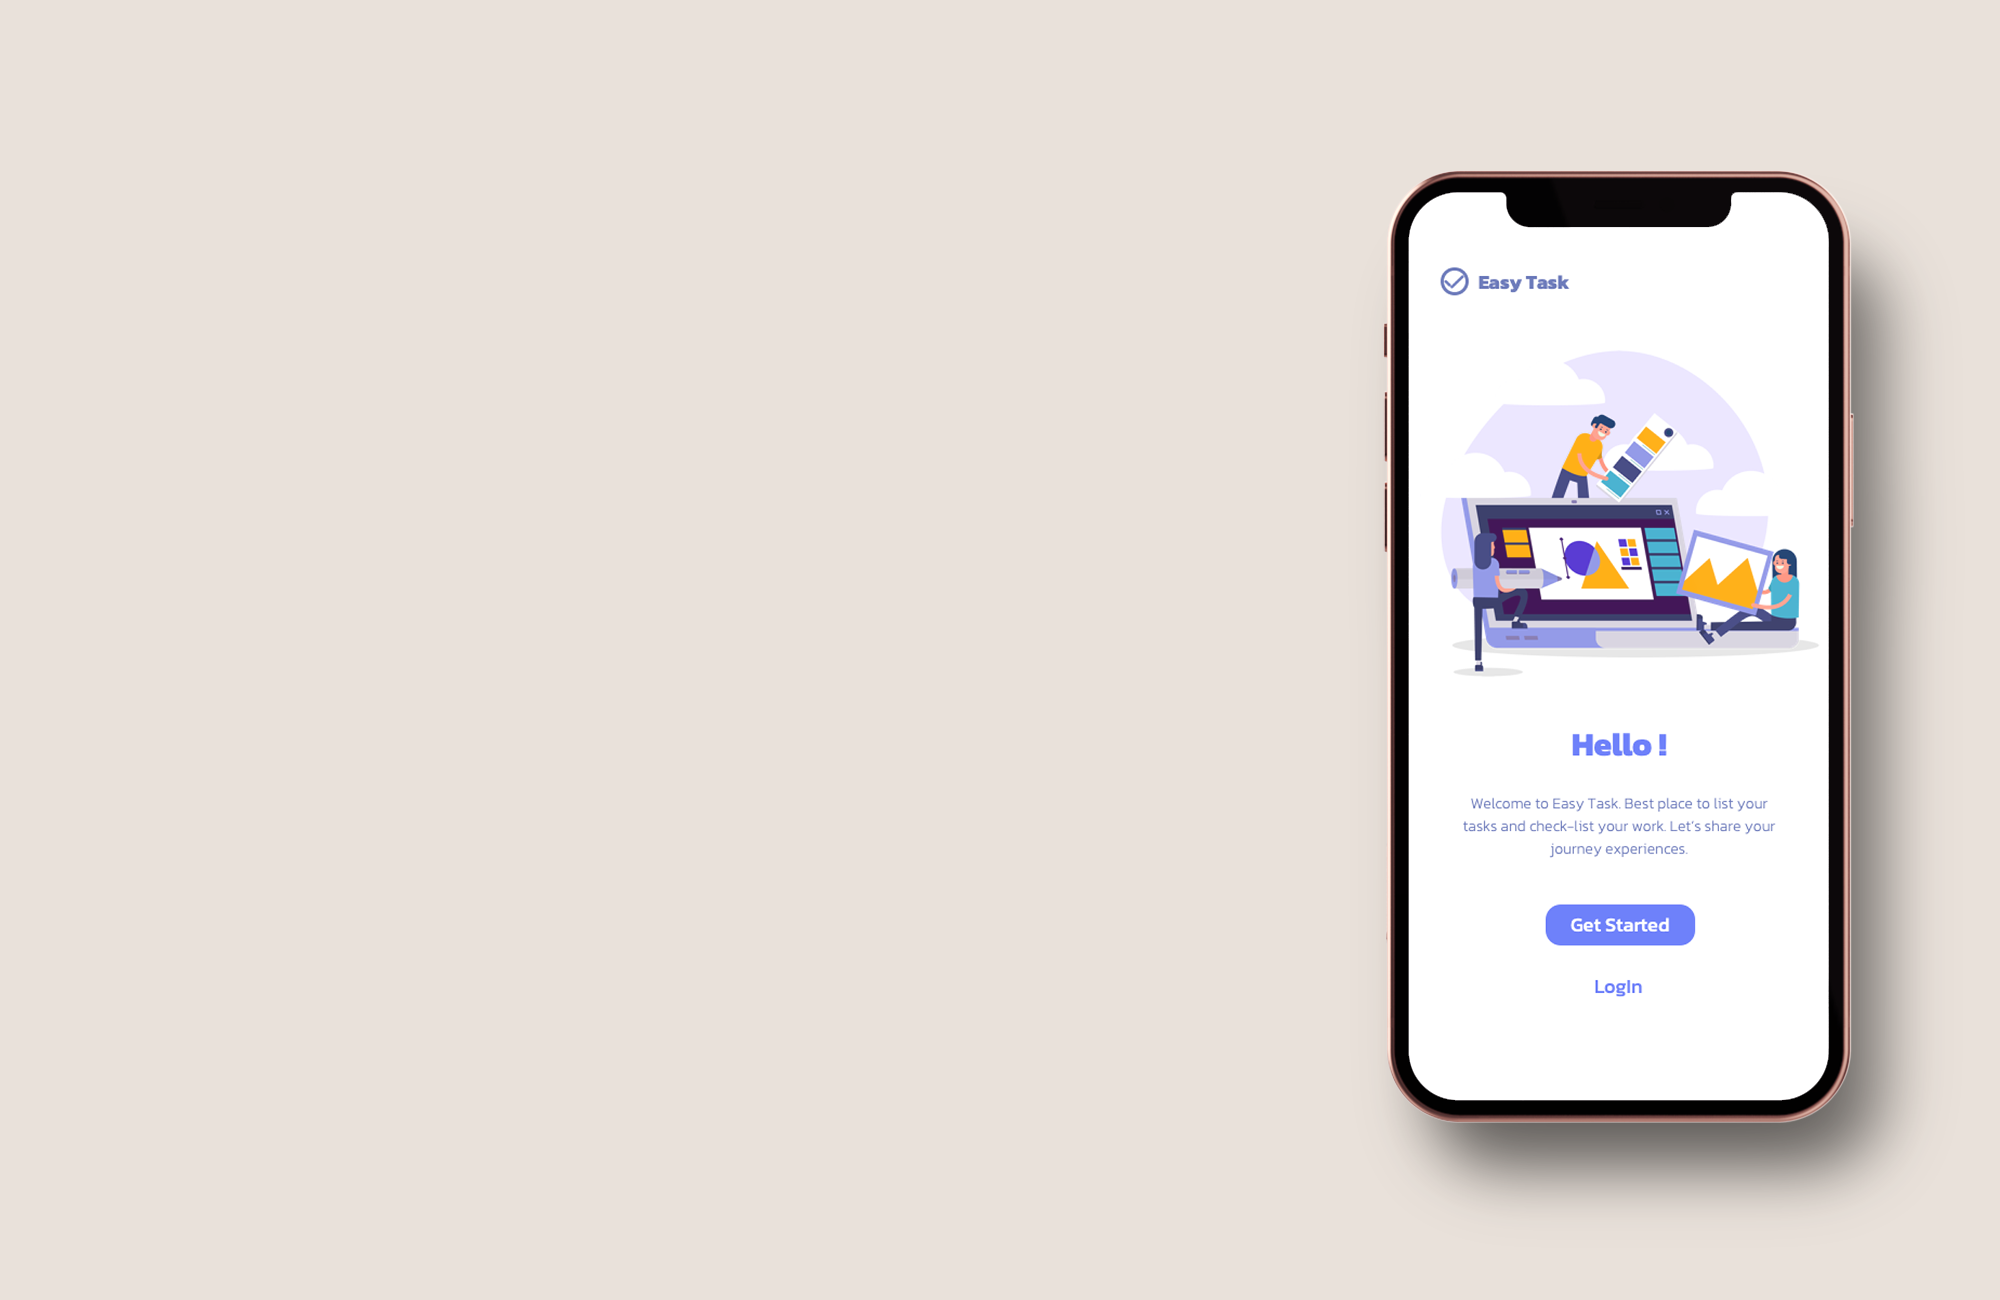 Easy Task
Hello !
Welcome to Easy Task. Best place to list your
tasks and check-list your work. Let's share your
journey experiences.
Get Started
LogIn